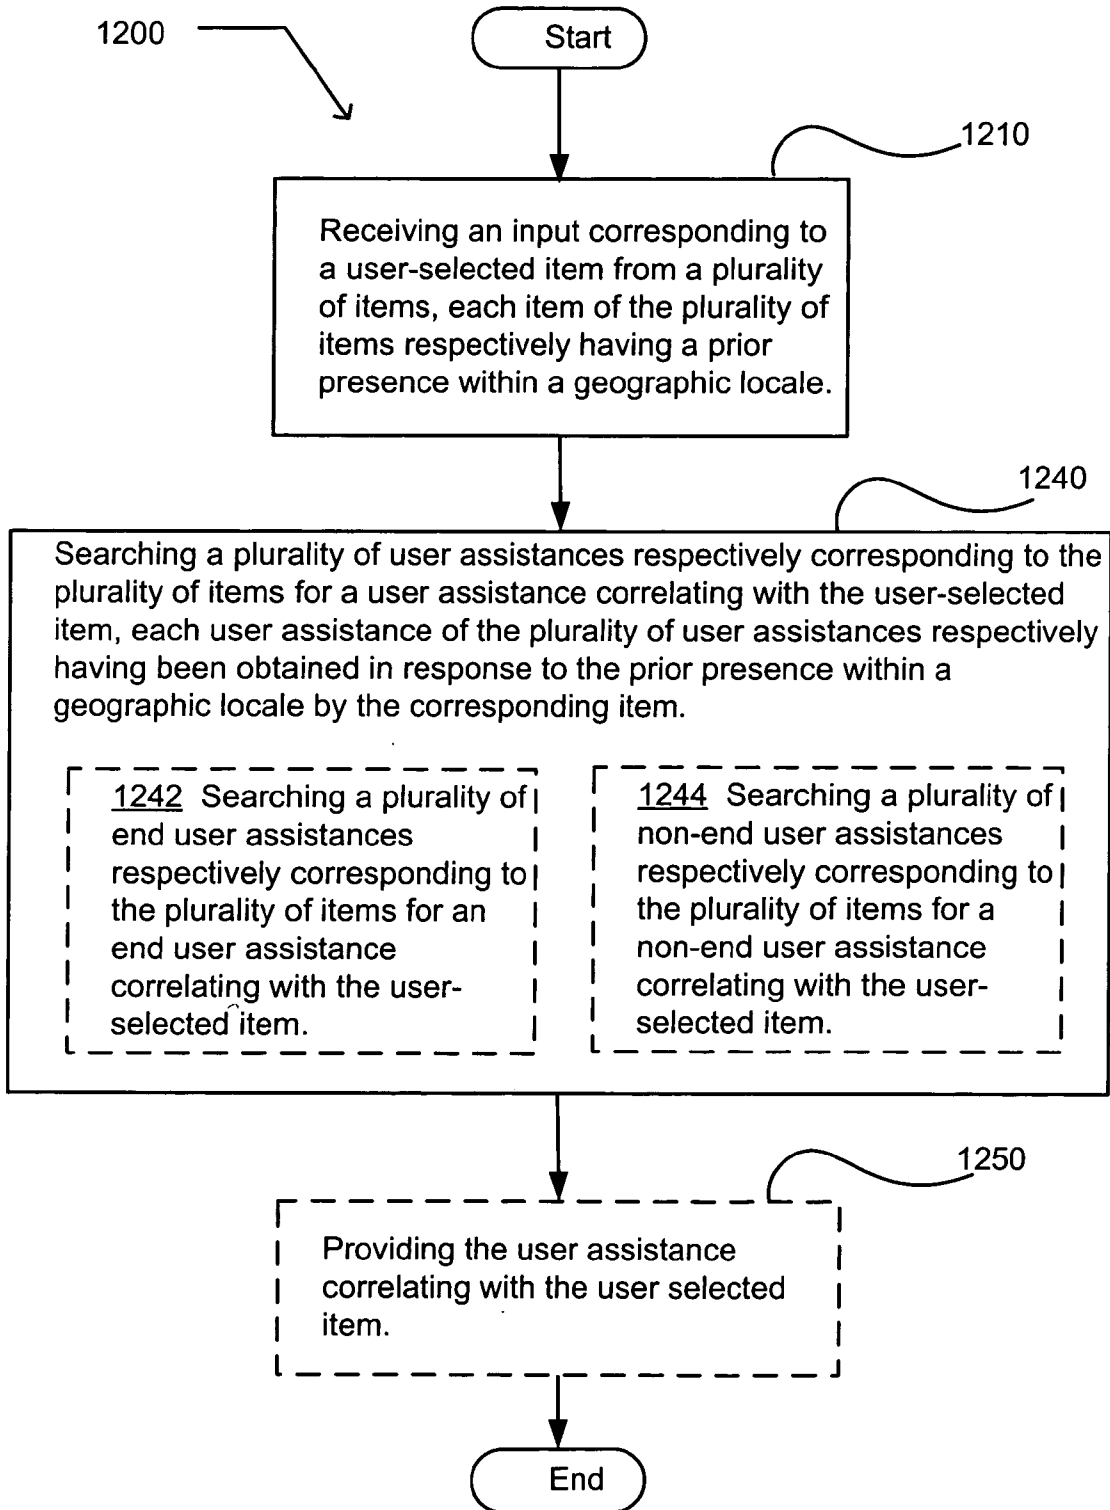 1200
Start
1210
Receiving an input corresponding to
a user-selected item from a plurality
of items, each item of the plurality of
items respectively having a prior
presence within a geographic locale.
1240
Searching a plurality of user assistances respectively corresponding to the
plurality of items for a user assistance correlating with the user-selected
item, each user assistance of the plurality of user assistances respectively
having been obtained in response to the prior presence within a
geographic locale by the corresponding item.
1242 Searching a plurality of
end user assistances
respectively corresponding to
the plurality of items for an
end user assistance
correlating with the user-
selected item.
1244 Searching a plurality of
non-end user assistances
respectively corresponding to
the plurality of items for a
non-end user assistance
correlating with the user-
selected item.
1250
Providing the user assistance
correlating with the user selected
item.
End